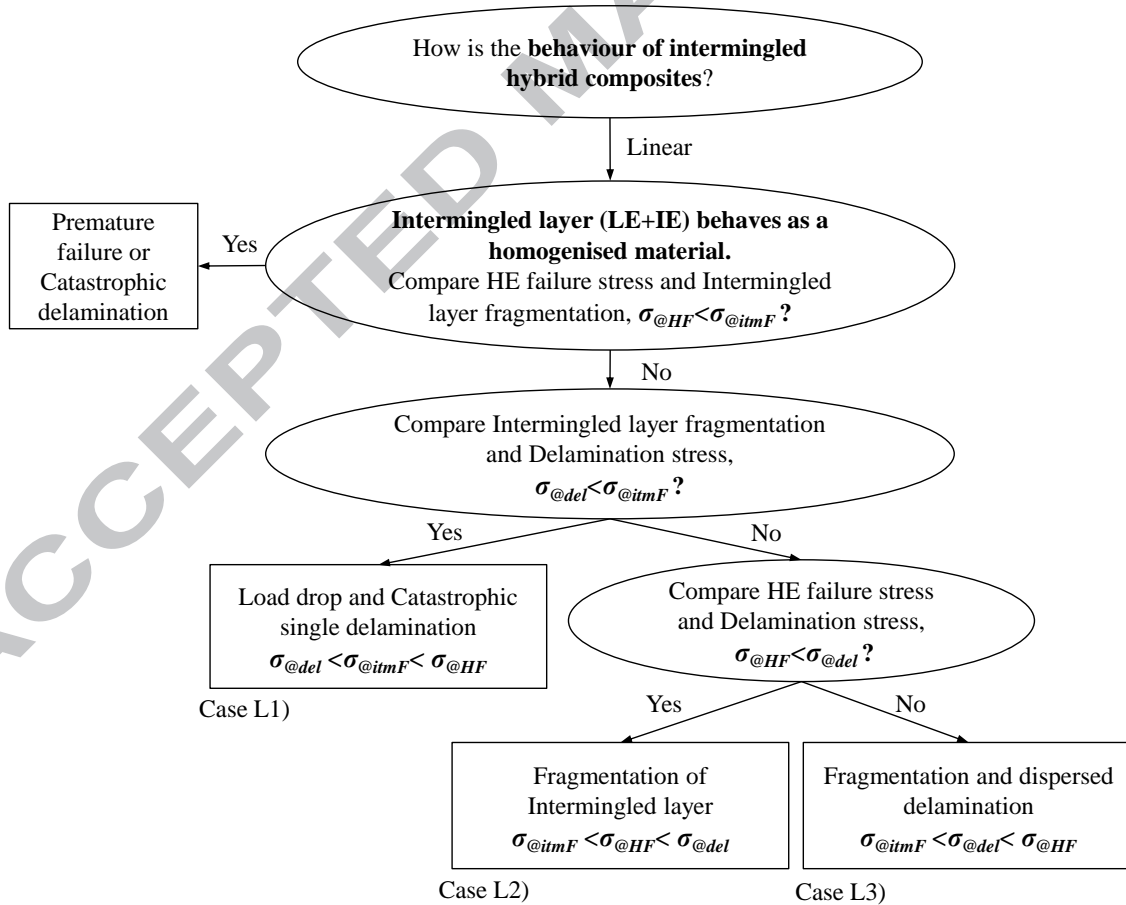 How is the behaviour of intermingled
hybrid composites?
Linear
Intermingled layer (LE+IE) behaves as a
homogenised material.
Compare HE failure stress and Intermingled
layer fragmentation, σ@HF<σ@itmF ?
Yes
Premature
failure or
Catastrophic
delamination
No
Compare Intermingled layer fragmentation
and Delamination stress,
σ@del<σ@itmF ?
Yes
No
Load drop and Catastrophic
single delamination
σ@del <σ@itmF< σ@HF
Case L1)
Compare HE failure stress
and Delamination stress,
σ@HF<σ@del ?
Yes
No
Fragmentation of
Intermingled layer
σ@itmF <σ@HF< σ@del
Case L2)
Fragmentation and dispersed
delamination
σ@itmF <σ@del< σ@HF
Case L3)
ACCEPTED MA